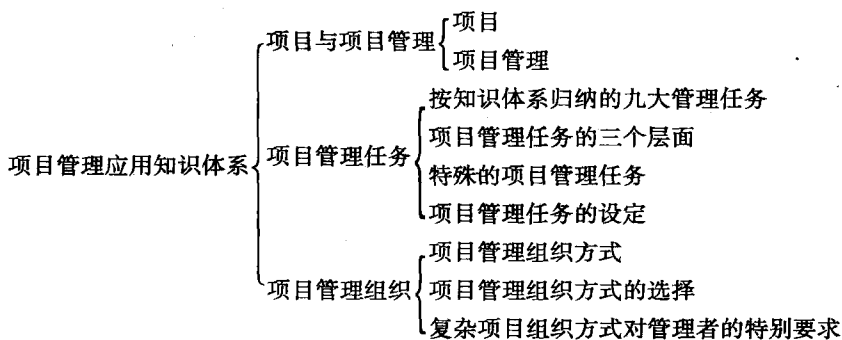 项目管理应用知识体系
项目与项目管理
项目
项目管理
项目管理任务
按知识体系归纳的九大管理任务
项目管理任务的三个层面
特殊的项目管理任务
项目管理任务的设定
项目管理组织
项目管理组织方式
项目管理组织方式的选择
复杂项目组织方式对管理者的特别要求